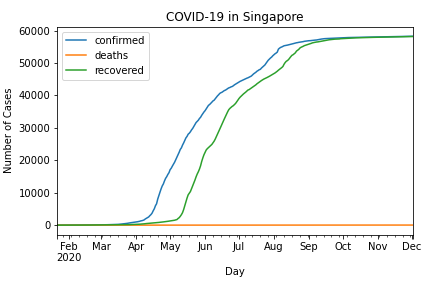 COVID-19 in Singapore
confirmed
deaths
recovered
Number of Cases
60000
50000
40000
30000
20000
10000
0
Feb Mar Apr May Jun Jul Aug Sep Oct Nov Dec
2020
Day